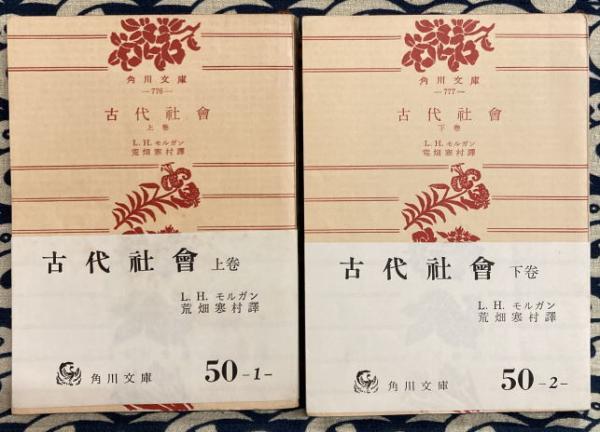 角川文庫
—776—
古代社會
上巻
L. H. モルガン
荒畑寒村譯
古代社會 上巻
L. H. モルガン
荒畑寒村譯
角川文庫
50-1-
角川文庫
—777—
古代社會
下巻
L. H. モルガン
荒畑寒村譯
古代社會 下巻
L. H. モルガン
荒畑寒村譯
角川文庫
50-2-